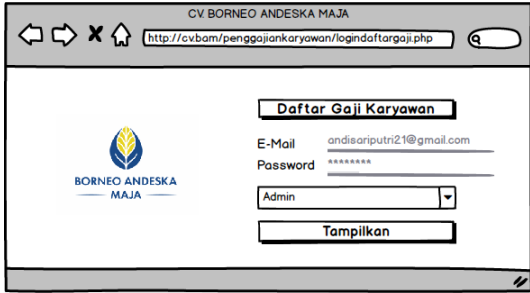 CV. BORNEO ANDESKA MAJA
http://cv.bam/penggajiankaryawan/logindaftargaji.php
Daftar Gaji Karyawan
E-Mail andisariputri21@gmail.com
Password ********
BORNEO ANDESKA
MAJA
Admin
Tampilkan